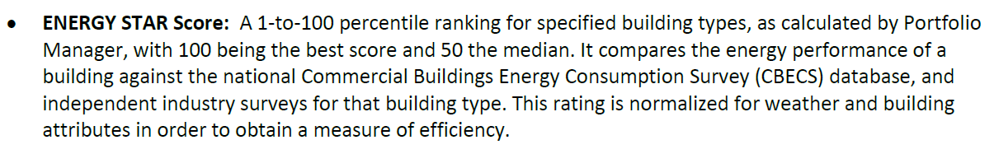 • ENERGY STAR Score: A 1-to-100 percentile ranking for specified building types, as calculated by Portfolio
Manager, with 100 being the best score and 50 the median. It compares the energy performance of a
building against the national Commercial Buildings Energy Consumption Survey (CBECS) database, and
independent industry surveys for that building type. This rating is normalized for weather and building
attributes in order to obtain a measure of efficiency.